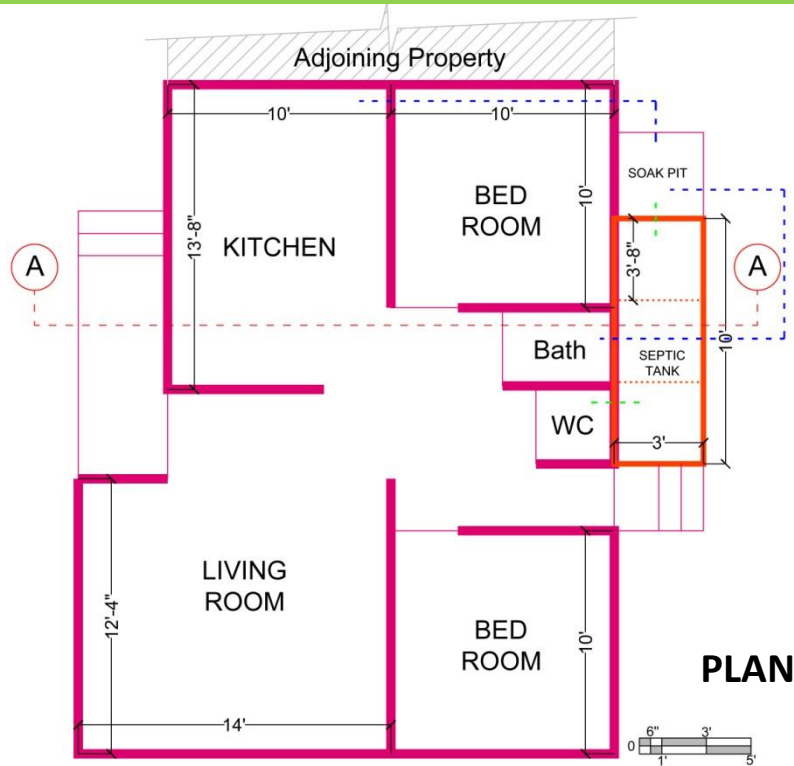 Adjoining Property
10'
10'
10'
SOAK PIT
BED
ROOM
KITCHEN
13'-8"
3'-8"
A
A
10'
Bath
SEPTIC
TANK
WC
3'
LIVING
ROOM
12'-4"
BED
ROOM
10'
PLAN
14'
0
6"
3'
1'
5'